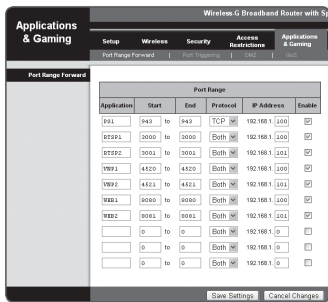 Wireless-G Broadband Router with Sp
Applications & Gaming
Setup Wireless Security Access Restrictions Applications & Gaming
Port Range Forward | Port Triggering | DMZ | QoS
Port Range Forward
Port Range
Application Start End Protocol IP Address Enable
PS1 943 to 943 TCP 192.168.1. 100
RTSP1 3000 to 3000 Both 192.168.1. 100
RTSP2 3001 to 3001 Both 192.168.1. 101
VNP1 4520 to 4520 Both 192.168.1. 100
VNP2 4521 to 4521 Both 192.168.1. 101
WEB1 8080 to 8080 Both 192.168.1. 100
WEB2 8081 to 8081 Both 192.168.1. 101
0 to 0 Both 192.168.1. 0
0 to 0 Both 192.168.1. 0
0 to 0 Both 192.168.1. 0
Save Settings Cancel Changes